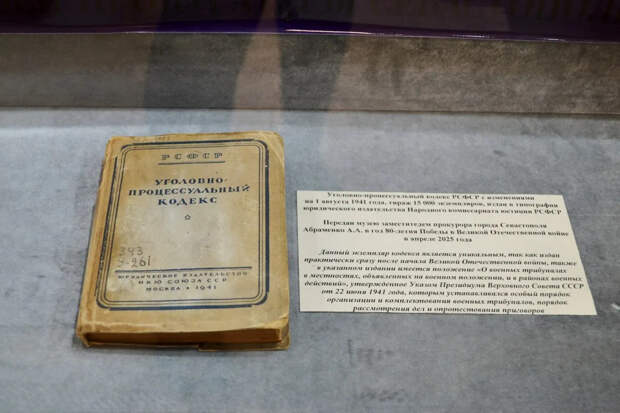 РСФСР
УГОЛОВНО-
ПРОЦЕССУАЛЬНЫЙ
КОДЕКС
343
У-261
ЮРИДИЧЕСКОЕ ИЗДАТЕЛЬСТВО
НКЮ СОЮЗА ССР
МОСКВА • 1941
Уголовно-процессуальный кодекс РСФСР с изменениями
на 1 августа 1941 года, тираж 15 000 экземпляров, издан в типографии
юридического издательства Народного комиссариата юстиции РСФСР
Передан музею заместителем прокурора города Севастополя
Абраменко А.А. в год 80-летия Победы в Великой Отечественной войне
в апреле 2025 года
Данный экземпляр кодекса является уникальным, так как издан
практически сразу после начала Великой Отечественной войны, также
в указанном издании имеется положение «О военных трибуналах
в местностях, объявленных на военном положении, и в районах военных
действий», утвержденное Указом Президиума Верховного Совета СССР
от 22 июня 1941 года, которым устанавливался особый порядок
организации и комплектования военных трибуналов, порядок
рассмотрения дел и опротестования приговоров